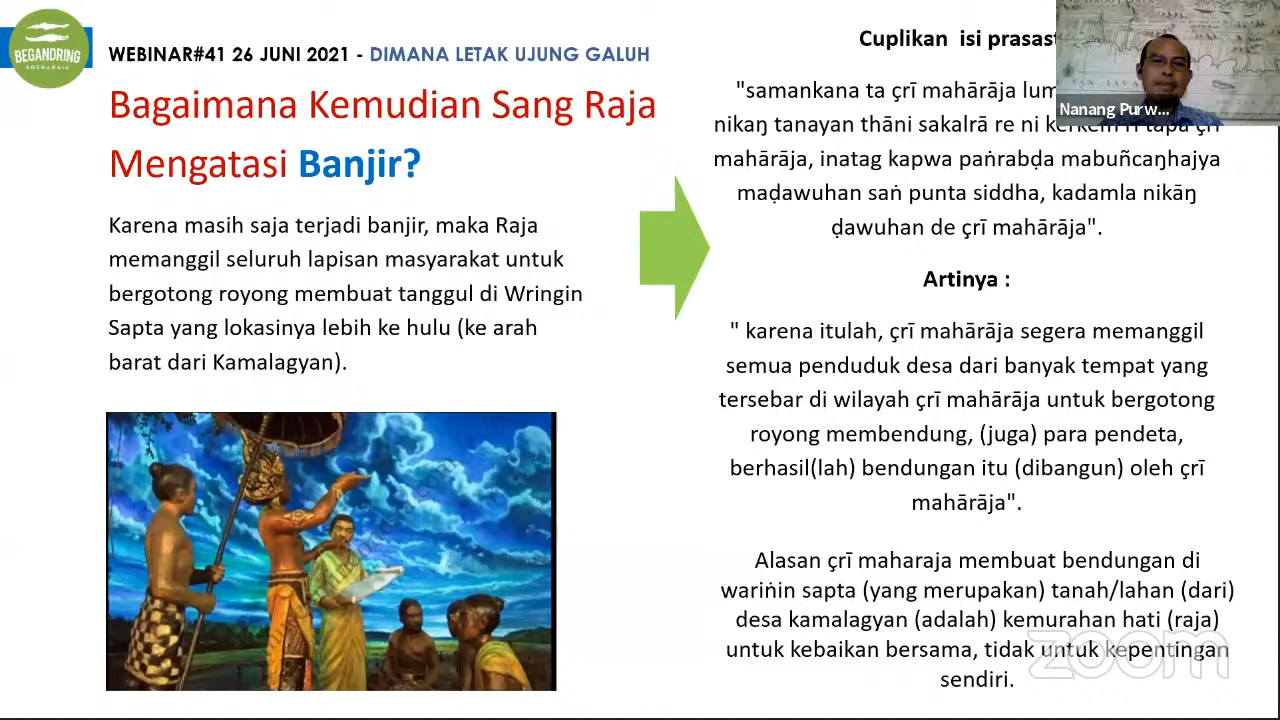 BEGANDRING
SOERABAIA
WEBINAR#41 26 JUNI 2021 - DIMANA LETAK UJUNG GALUH
Bagaimana Kemudian Sang Raja
Mengatasi Banjir?
Karena masih saja terjadi banjir, maka Raja
memanggil seluruh lapisan masyarakat untuk
bergotong royong membuat tanggul di Wringin
Sapta yang lokasinya lebih ke hulu (ke arah
barat dari Kamalagyan).
Cuplikan isi
"samankana ta çrī mahārāja
nikaŋ tanayan thāni sakalrā re ni
mahārāja, inatag kapwa paṅrabḍa mabuñcaŋhajya
maḍawuhan saṅ punta siddha, kadamla nikāŋ
ḍawuhan de çrī mahārāja".
Artinya :
" karena itulah, çrī mahārāja segera memanggil
semua penduduk desa dari banyak tempat yang
tersebar di wilayah çrī mahārāja untuk bergotong
royong membendung, (juga) para pendeta,
berhasil(lah) bendungan itu (dibangun) oleh çrī
mahārāja".
Alasan çrī maharaja membuat bendungan di
wariṅin sapta (yang merupakan) tanah/lahan (dari)
desa kamalagyan (adalah) kemurahan hati (raja)
untuk kebaikan bersama, tidak untuk kepentingan
sendiri.
Nanang Purw...
zoom